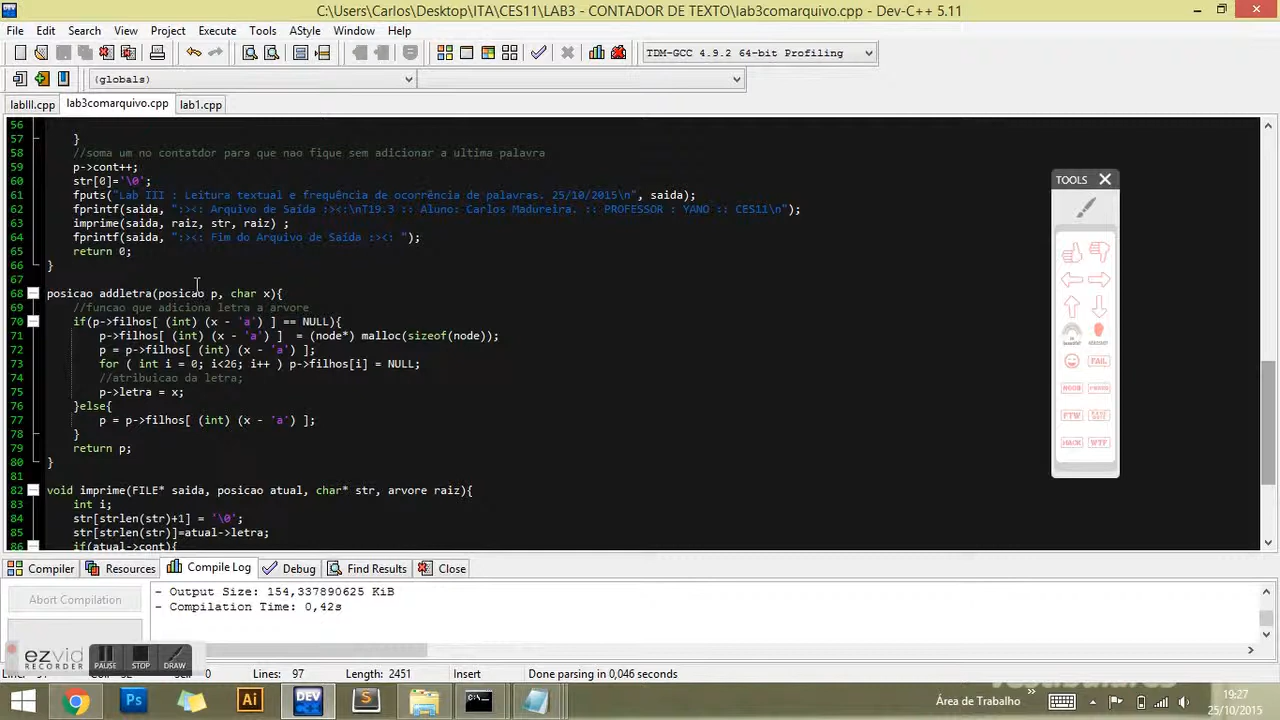 C:\Users\Carlos\Desktop\ITA\CES11\LAB3 - CONTADOR DE TEXTO\lab3comarquivo.cpp - Dev-C++ 5.11
File Edit Search View Project Execute Tools AStyle Window Help
TDM-GCC 4.9.2 64-bit Profiling
(globals)
labIII.cpp lab3comarquivo.cpp lab1.cpp
56
57 }
58 //soma um no contatdor para que nao fique sem adicionar a ultima palavra
59 p->cont++;
60 str[0]='\0';
61 fputs("Lab III : Leitura textual e frequência de ocorrência de palavras. 25/10/2015\n", saida);
62 fprintf(saida, ":><: Arquivo de Saída :><:\nT19.3 :: Aluno: Carlos Madureira. :: PROFESSOR : YANO :: CES11\n");
63 imprime(saida, raiz, str, raiz) ;
64 fprintf(saida, ":><: Fim do Arquivo de Saída :><: ");
65 return 0;
66 }
67
68 posicao addletra(posicao p, char x){
69 //funcao que adiciona letra a arvore
70 if(p->filhos[ (int) (x - 'a') ] == NULL){
71 p->filhos[ (int) (x - 'a') ] = (node*) malloc(sizeof(node));
72 p = p->filhos[ (int) (x - 'a') ];
73 for ( int i = 0; i<26; i++ ) p->filhos[i] = NULL;
74 //atribuicao da letra;
75 p->letra = x;
76 }else{
77 p = p->filhos[ (int) (x - 'a') ];
78 }
79 return p;
80 }
81
82 void imprime(FILE* saida, posicao atual, char* str, arvore raiz){
83 int i;
84 str[strlen(str)+1] = '\0';
85 str[strlen(str)]=atual->letra;
86 if(atual->cont){
TOOLS
FAIL
FTW
HACK WTF
Compiler Resources Compile Log Debug Find Results Close
Abort Compilation
- Output Size: 154,337890625 KiB
- Compilation Time: 0,42s
ezvid
RECORDER
PAUSE STOP DRAW
Lines: 97 Length: 2451 Insert Done parsing in 0,046 seconds
Ps Ai DEV S
Área de Trabalho
19:27
25/10/2015